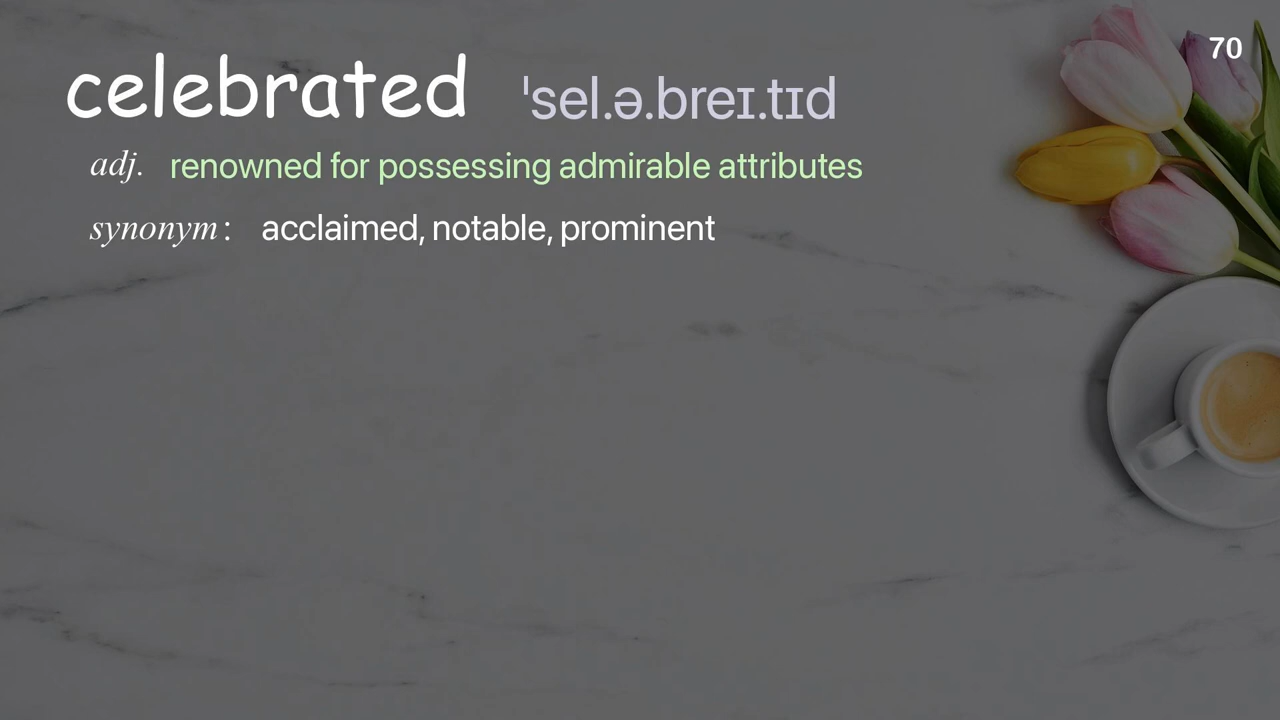 70
celebrated ˈsel.ə.breɪ.tɪd
adj. renowned for possessing admirable attributes
synonym: acclaimed, notable, prominent